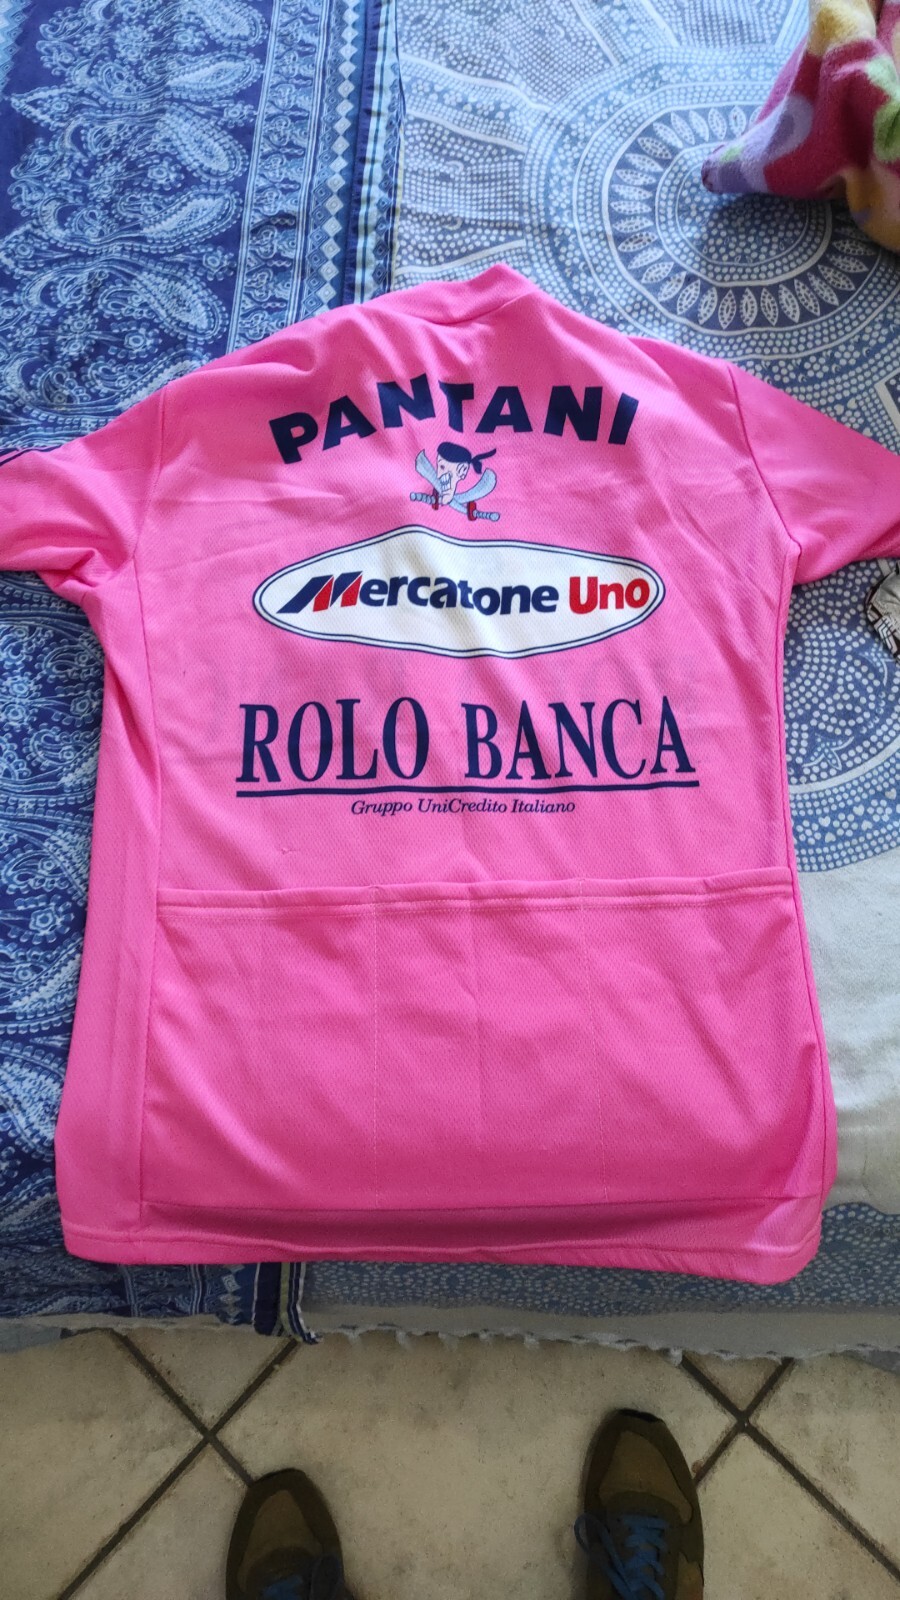 PANTANI
Mercatone Uno
ROLO BANCA
Gruppo UniCredito Italiano